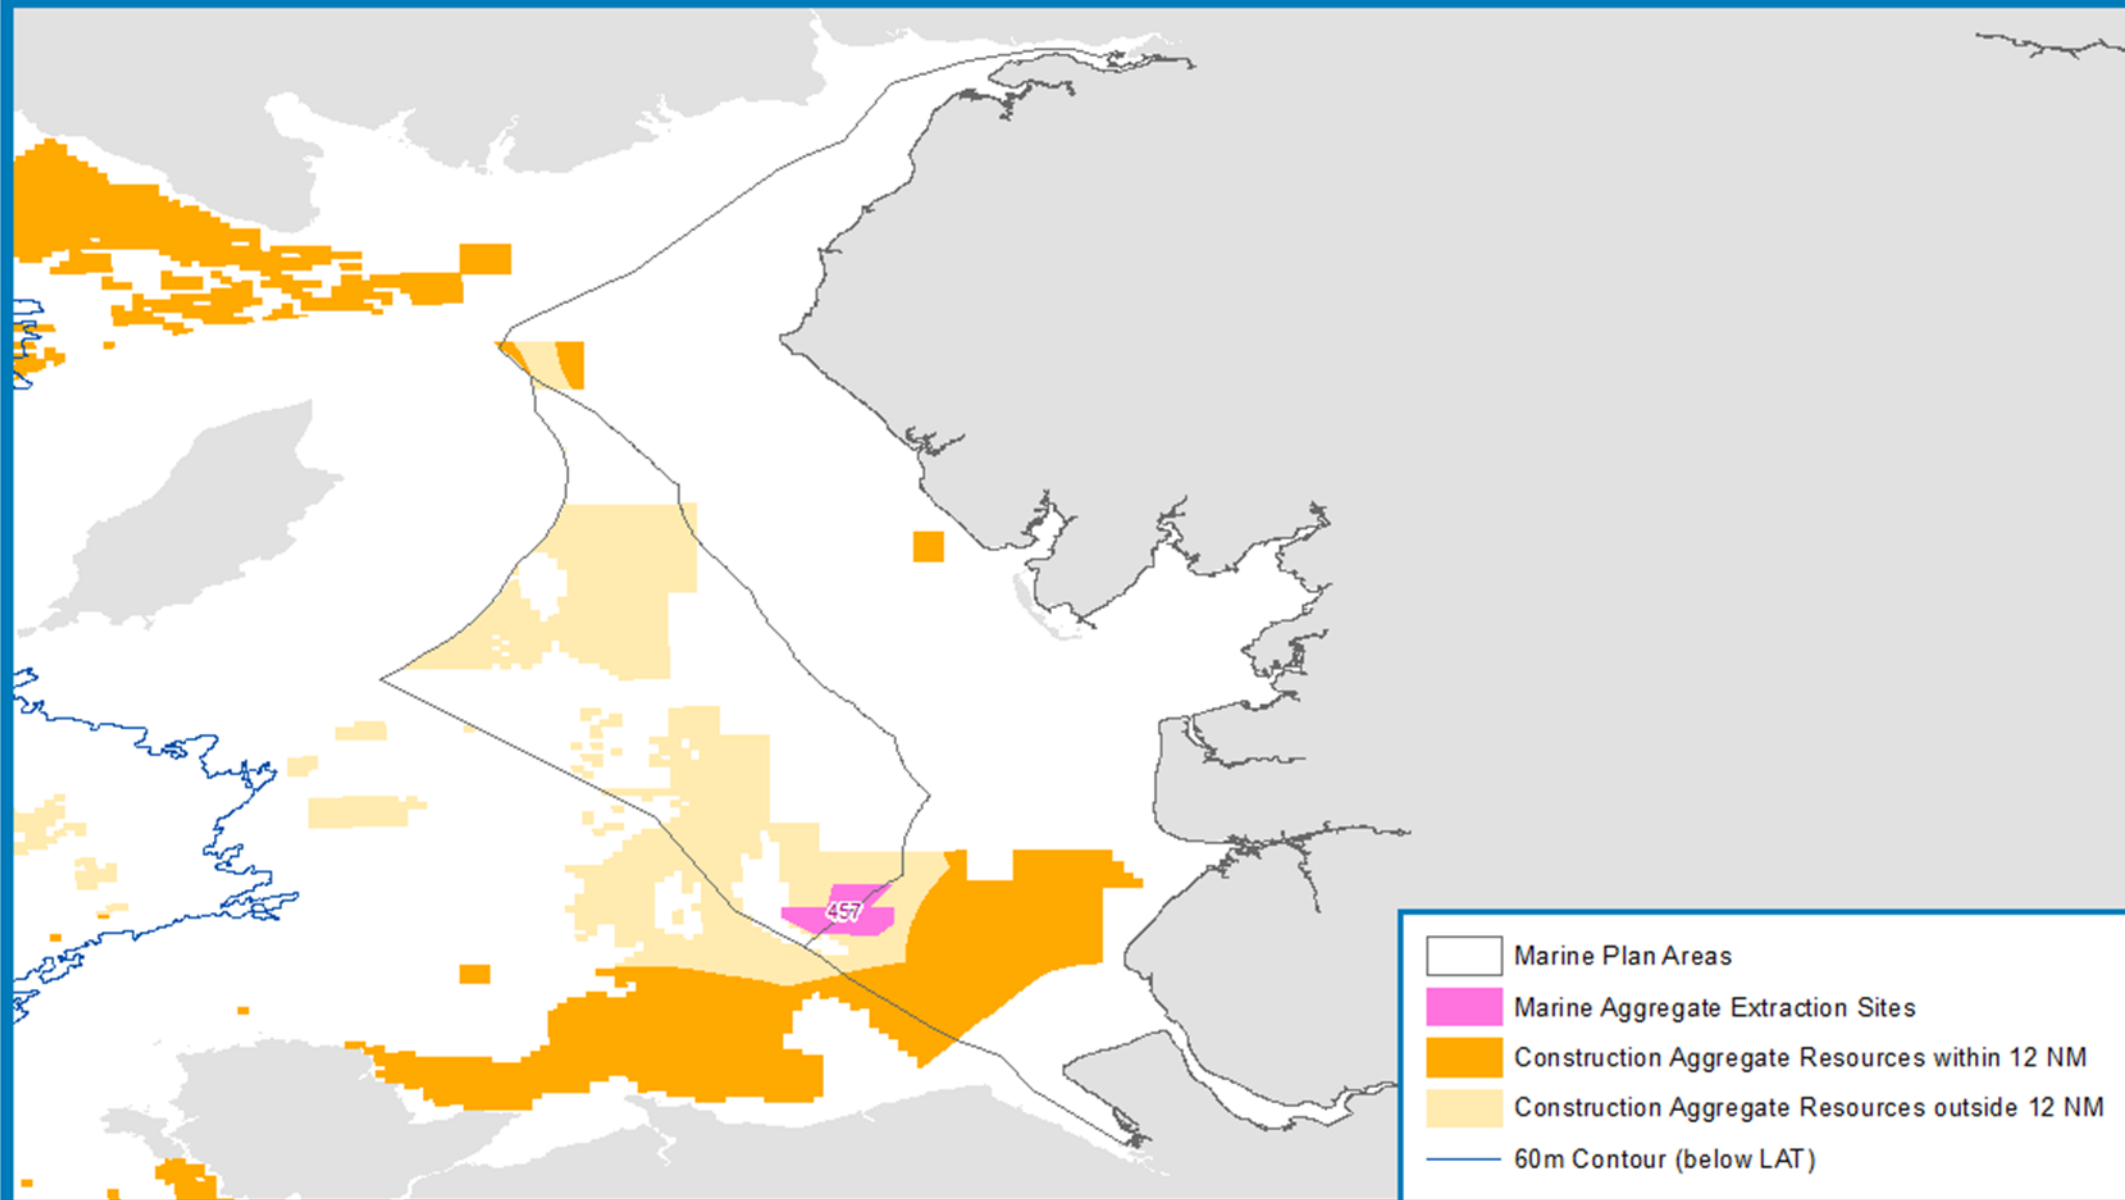 457
Marine Plan Areas
Marine Aggregate Extraction Sites
Construction Aggregate Resources within 12 NM
Construction Aggregate Resources outside 12 NM
60m Contour (below LAT)